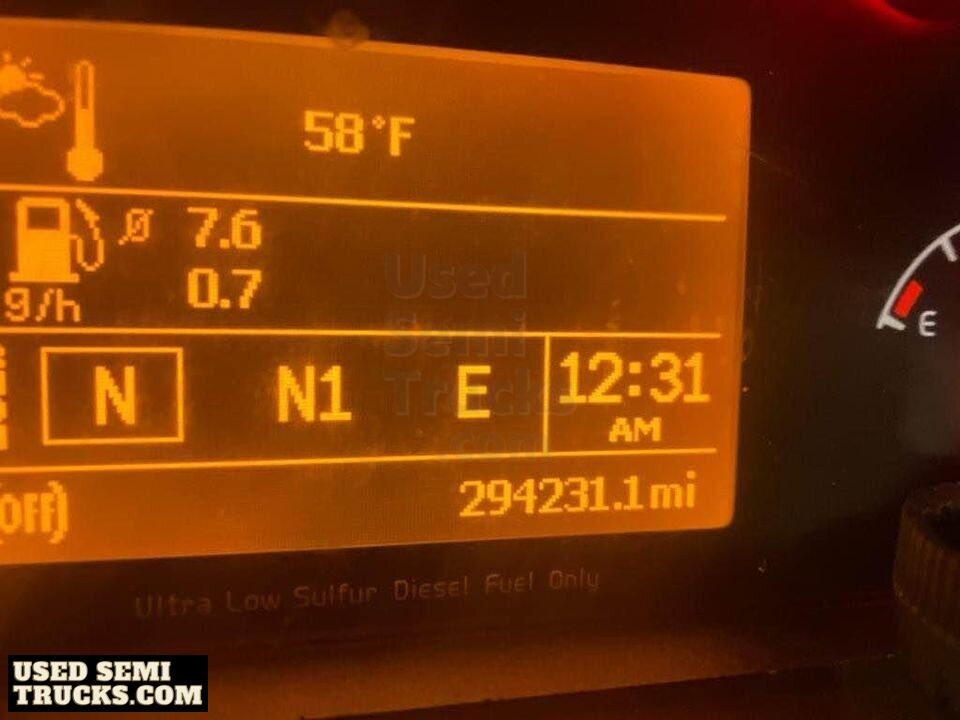 58°F
ø 7.6
g/h 0.7
N N1 E 12:31
AM
(OFF) 294231.1mi
Ultra Low Sulfur Diesel Fuel Only
E
Used
Semi
Trucks
.com
USED SEMI
TRUCKS.COM